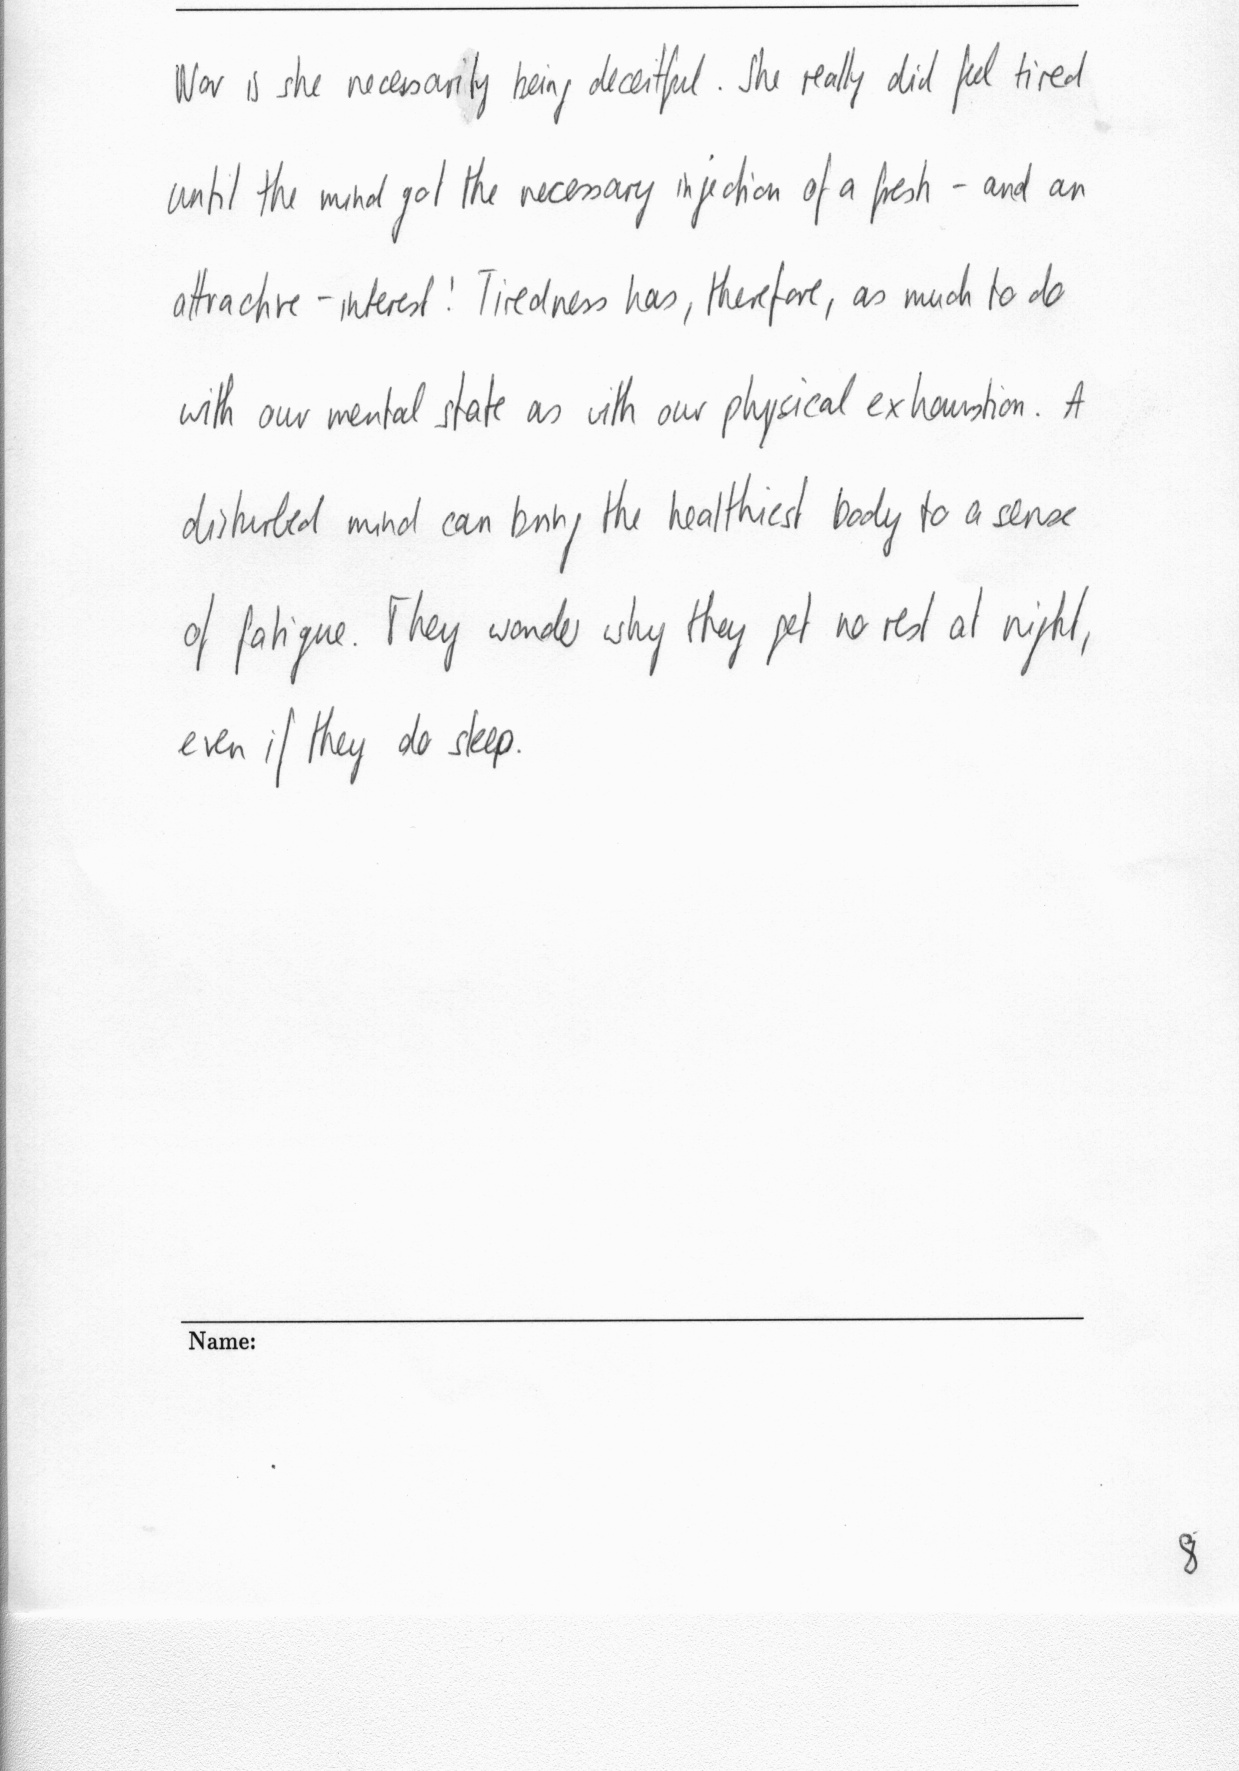 Nor is she necessarily being deceitful. She really did feel tired
until the mind got the necessary injection of a fresh - and an
attractive - interest! Tiredness has, therefore, as much to do
with our mental state as with our physical exhaustion. A
disturbed mind can bring the healthiest body to a sense
of fatigue. They wonder why they get no rest at night,
even if they do sleep.
Name:
8